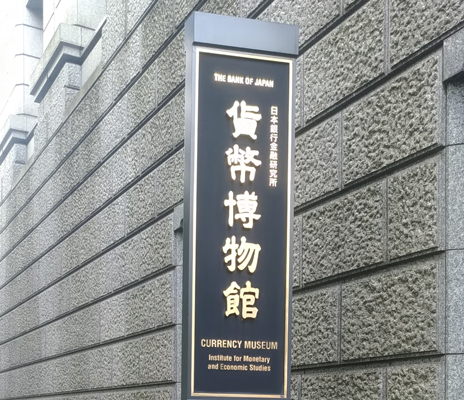 THE BANK OF JAPAN
日本銀行金融研究所
貨幣博物館
CURRENCY MUSEUM
Institute for Monetary
and Economic Studies